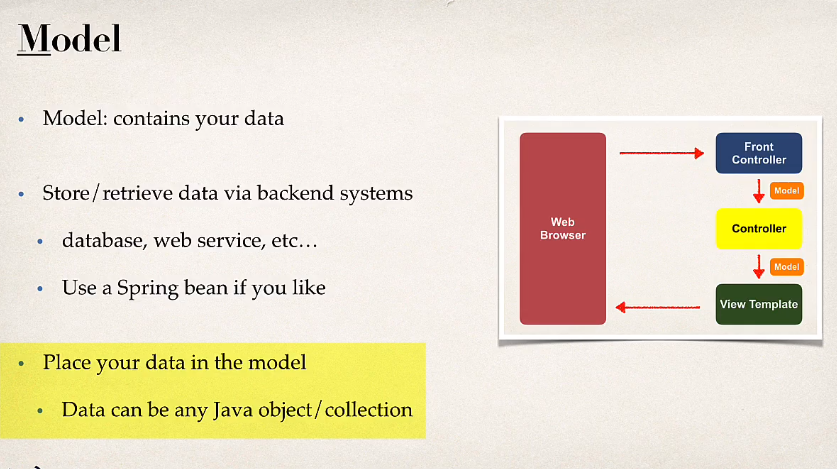 Model
Model: contains your data
Store/retrieve data via backend systems
database, web service, etc…
Use a Spring bean if you like
Place your data in the model
Data can be any Java object/collection
Web
Browser
Front
Controller
Model
Controller
Model
View Template